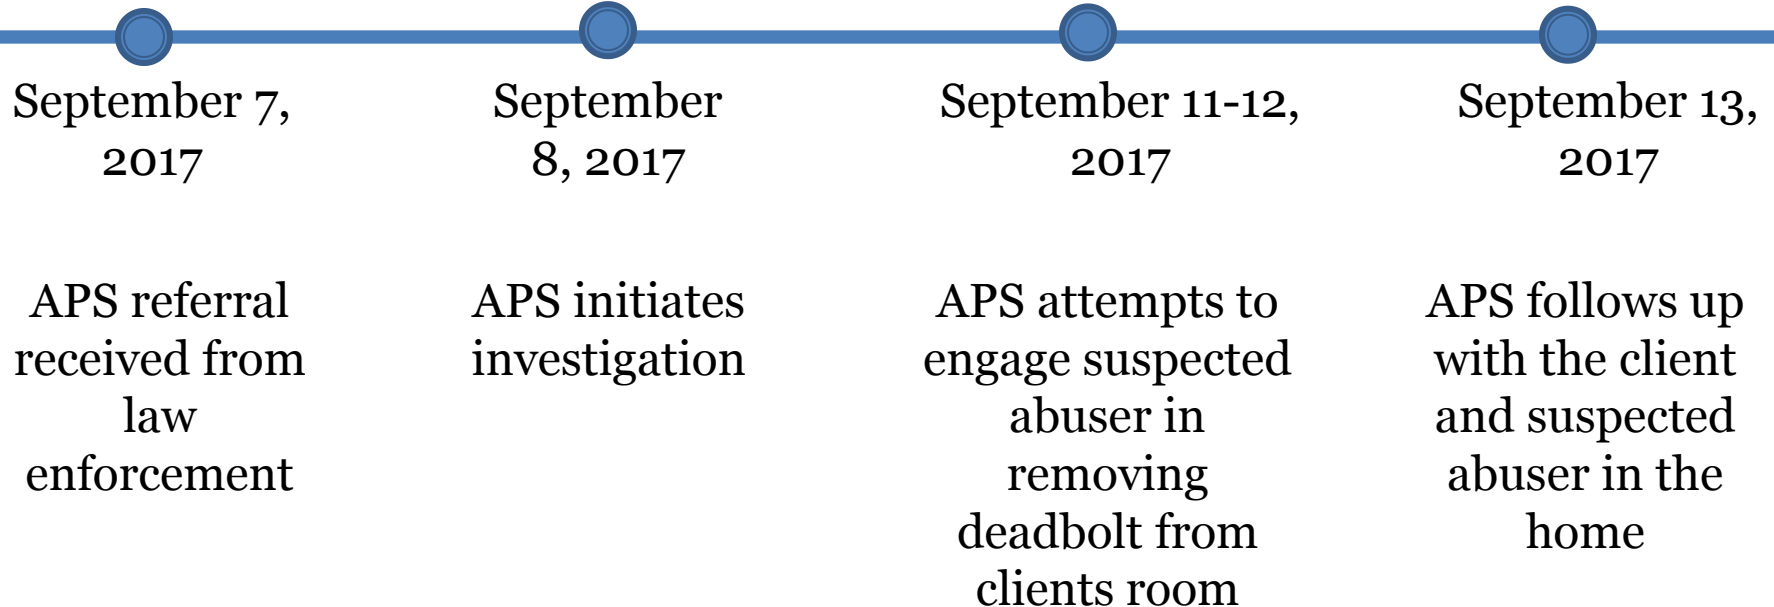 September 7,
2017
September
8, 2017
September 11-12,
2017
September 13,
2017
APS referral
received from
law
enforcement
APS initiates
investigation
APS attempts to
engage suspected
abuser in
removing
deadbolt from
clients room
APS follows up
with the client
and suspected
abuser in the
home